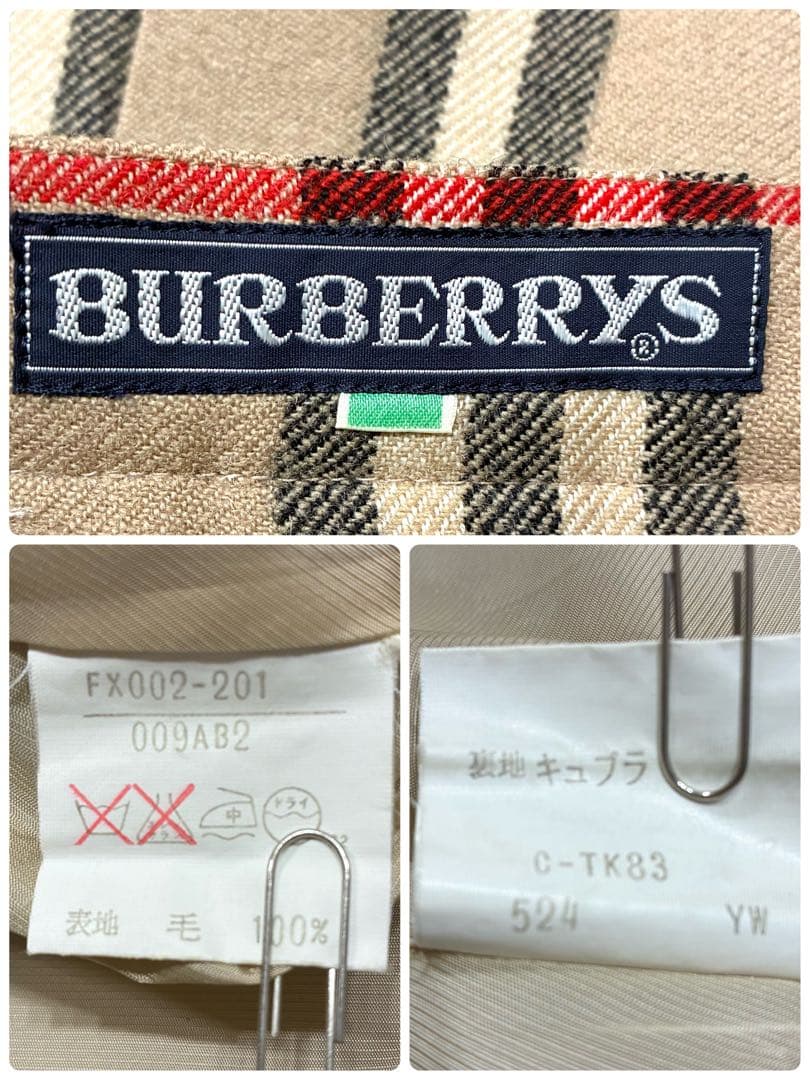 BURBERRYS®
FX002-201
009AB2
中 ドライ
表地 毛 100%
裏地 キュプラ
C-TK83
524 YW